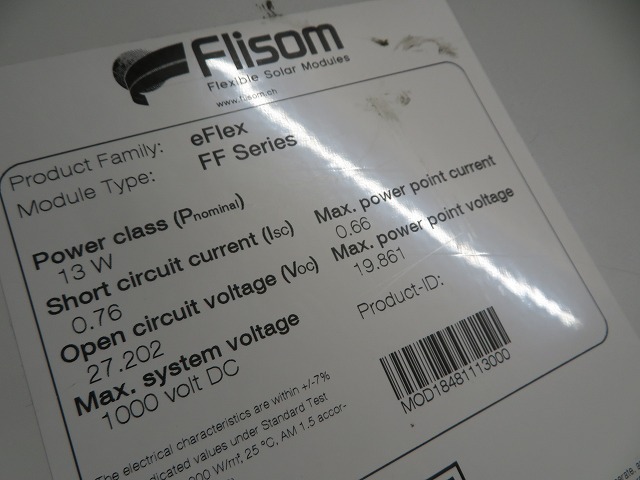 Flisom
Flexible Solar Modules
www.flisom.ch
Product Family: eFlex
Module Type: FF Series
Power class (Pnominal)
13 W
Short circuit current (Isc)
0.76
Open circuit voltage (Voc)
27.202
Max. system voltage
1000 volt DC
Max. power point current
0.66
Max. power point voltage
19.861
Product-ID:
MOD18481113000
The electrical characteristics are within +/-7%
dicated values under Standard Test
00 W/m², 25 °C, AM 1.5 accor-